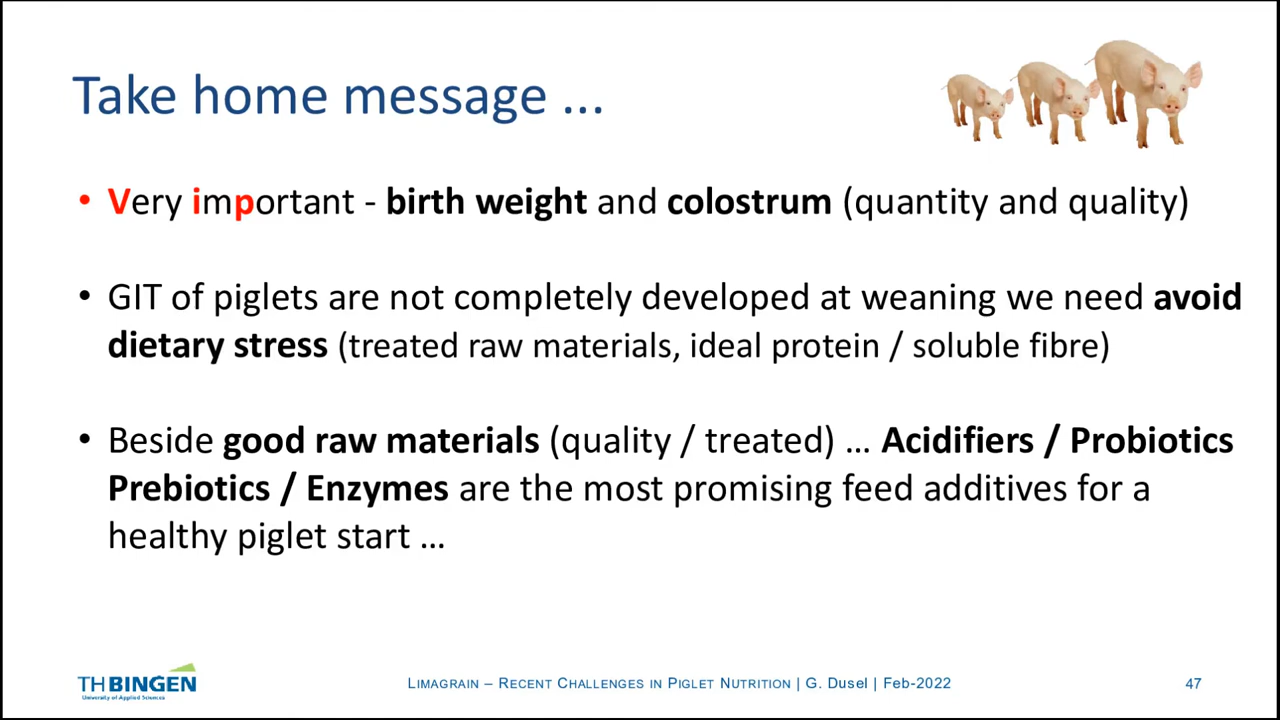 Take home message ...
• Very important - birth weight and colostrum (quantity and quality)
• GIT of piglets are not completely developed at weaning we need avoid
dietary stress (treated raw materials, ideal protein / soluble fibre)
• Beside good raw materials (quality / treated) … Acidifiers / Probiotics
Prebiotics / Enzymes are the most promising feed additives for a
healthy piglet start …
TH BINGEN
University of Applied Sciences
LIMAGRAIN – RECENT CHALLENGES IN PIGLET NUTRITION | G. Dusel | Feb-2022
47